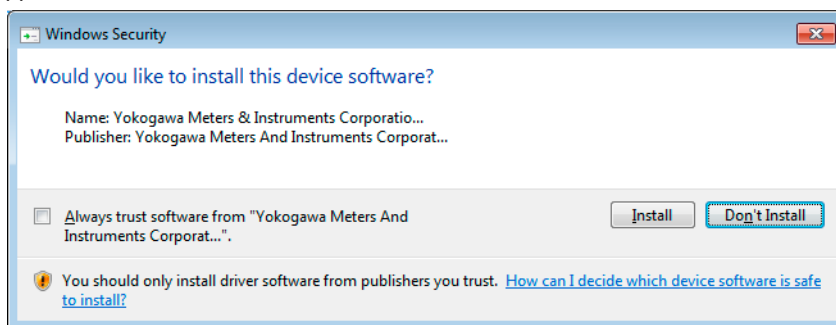 Windows Security
Would you like to install this device software?
Name: Yokogawa Meters & Instruments Corporatio...
Publisher: Yokogawa Meters And Instruments Corporat...
Always trust software from "Yokogawa Meters And
Instruments Corporat...".
Install
Don't Install
You should only install driver software from publishers you trust. How can I decide which device software is safe
to install?